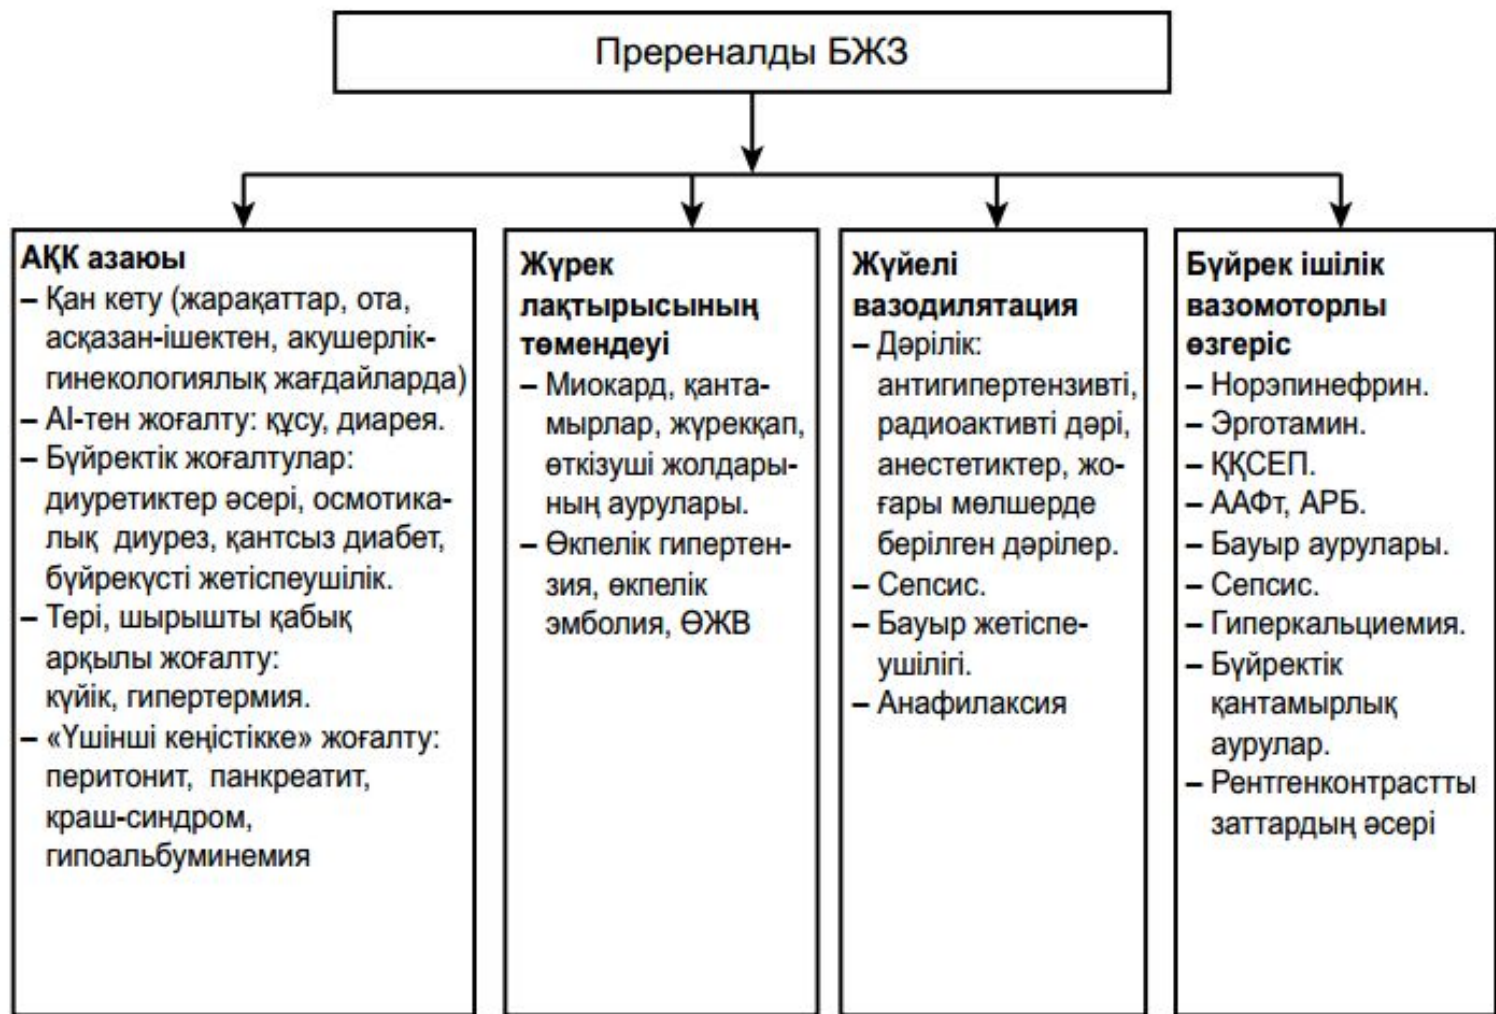 Пререналды БЖЗ
АҚК азаюы
– Қан кету (жарақаттар, ота,
асқазан-ішектен, акушерлік-
гинекологиялық жағдайларда)
– АІ-тен жоғалту: құсу, диарея.
– Бүйректік жоғалтулар:
диуретиктер әсері, осмотика-
лық диурез, қантсыз диабет,
бүйрекүсті жетіспеушілік.
– Тері, шырышты қабық
арқылы жоғалту:
күйік, гипертермия.
– «Үшінші кеңістікке» жоғалту:
перитонит, панкреатит,
краш-синдром,
гипоальбуминемия
Жүрек
лақтырысының
төмендеуі
– Миокард, қанта-
мырлар, жүрекқап,
өткізуші жолдары-
ның аурулары.
– Өкпелік гипертен-
зия, өкпелік
эмболия, ӨЖВ
Жүйелі
вазодилятация
– Дәрілік:
антигипертензивті,
радиоактивті дәрі,
анестетиктер, жо-
ғары мөлшерде
берілген дәрілер.
– Сепсис.
– Бауыр жетіспе-
ушілігі.
– Анафилаксия
Бүйрек ішілік
вазомоторлы
өзгеріс
– Норэпинефрин.
– Эрготамин.
– ҚҚСЕП.
– ААФт, АРБ.
– Бауыр аурулары.
– Сепсис.
– Гиперкальциемия.
– Бүйректік
қантамырлық
аурулар.
– Рентгенконтрастты
заттардың әсері